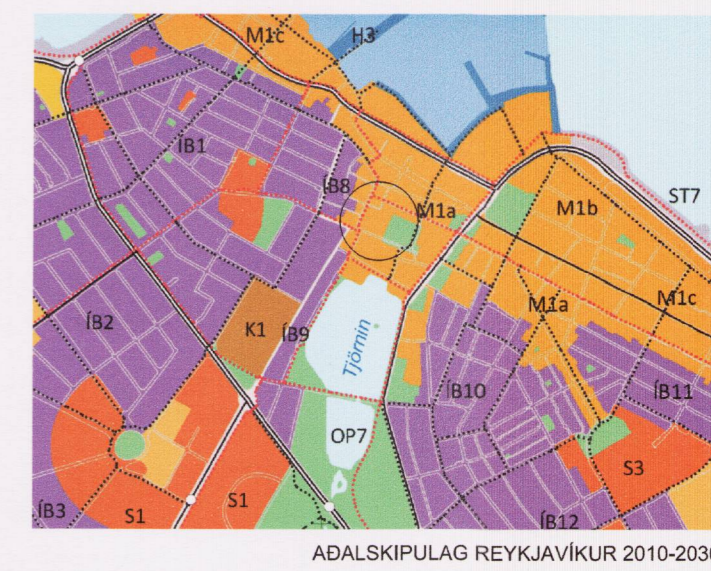 M1c
H3
ÍB1
ÍB8
M1a
M1b
ST7
M1a
M1c
ÍB2
K1
ÍB9
Tjörnin
ÍB10
ÍB11
OP7
S3
ÍB3
S1
S1
ÍB12
AÐALSKIPULAG REYKJAVÍKUR 2010-2030